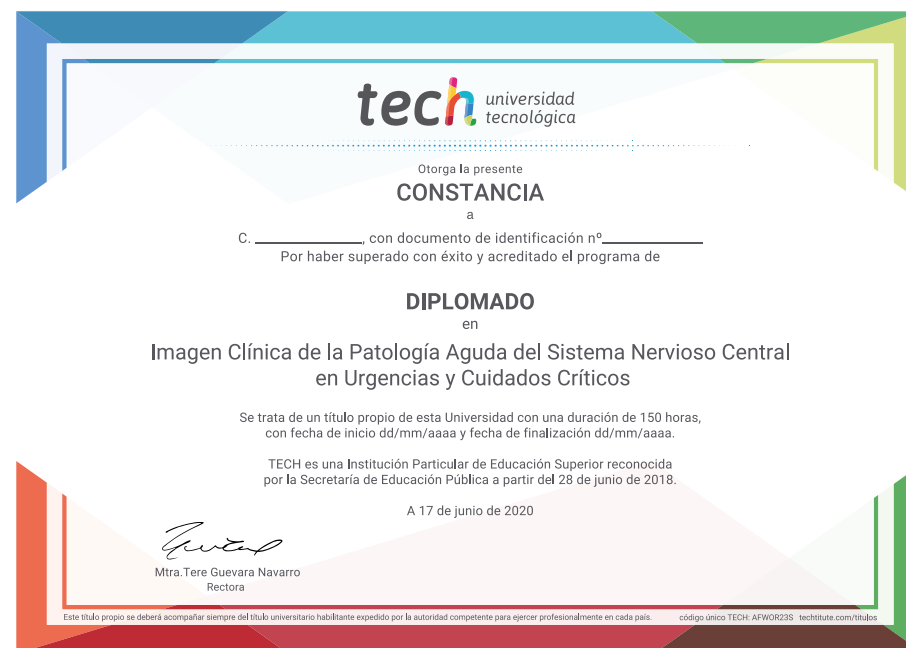 tech universidad
tecnológica
Otorga la presente
CONSTANCIA
a
C. ____________, con documento de identificación nº____________
Por haber superado con éxito y acreditado el programa de
DIPLOMADO
en
Imagen Clínica de la Patología Aguda del Sistema Nervioso Central
en Urgencias y Cuidados Críticos
Se trata de un título propio de esta Universidad con una duración de 150 horas,
con fecha de inicio dd/mm/aaaa y fecha de finalización dd/mm/aaaa.
TECH es una Institución Particular de Educación Superior reconocida
por la Secretaría de Educación Pública a partir del 28 de junio de 2018.
A 17 de junio de 2020
Mtra.Tere Guevara Navarro
Rectora
Este título propio se deberá acompañar siempre del título universitario habilitante expedido por la autoridad competente para ejercer profesionalmente en cada país. código único TECH: AFWOR23S techtitute.com/titulos